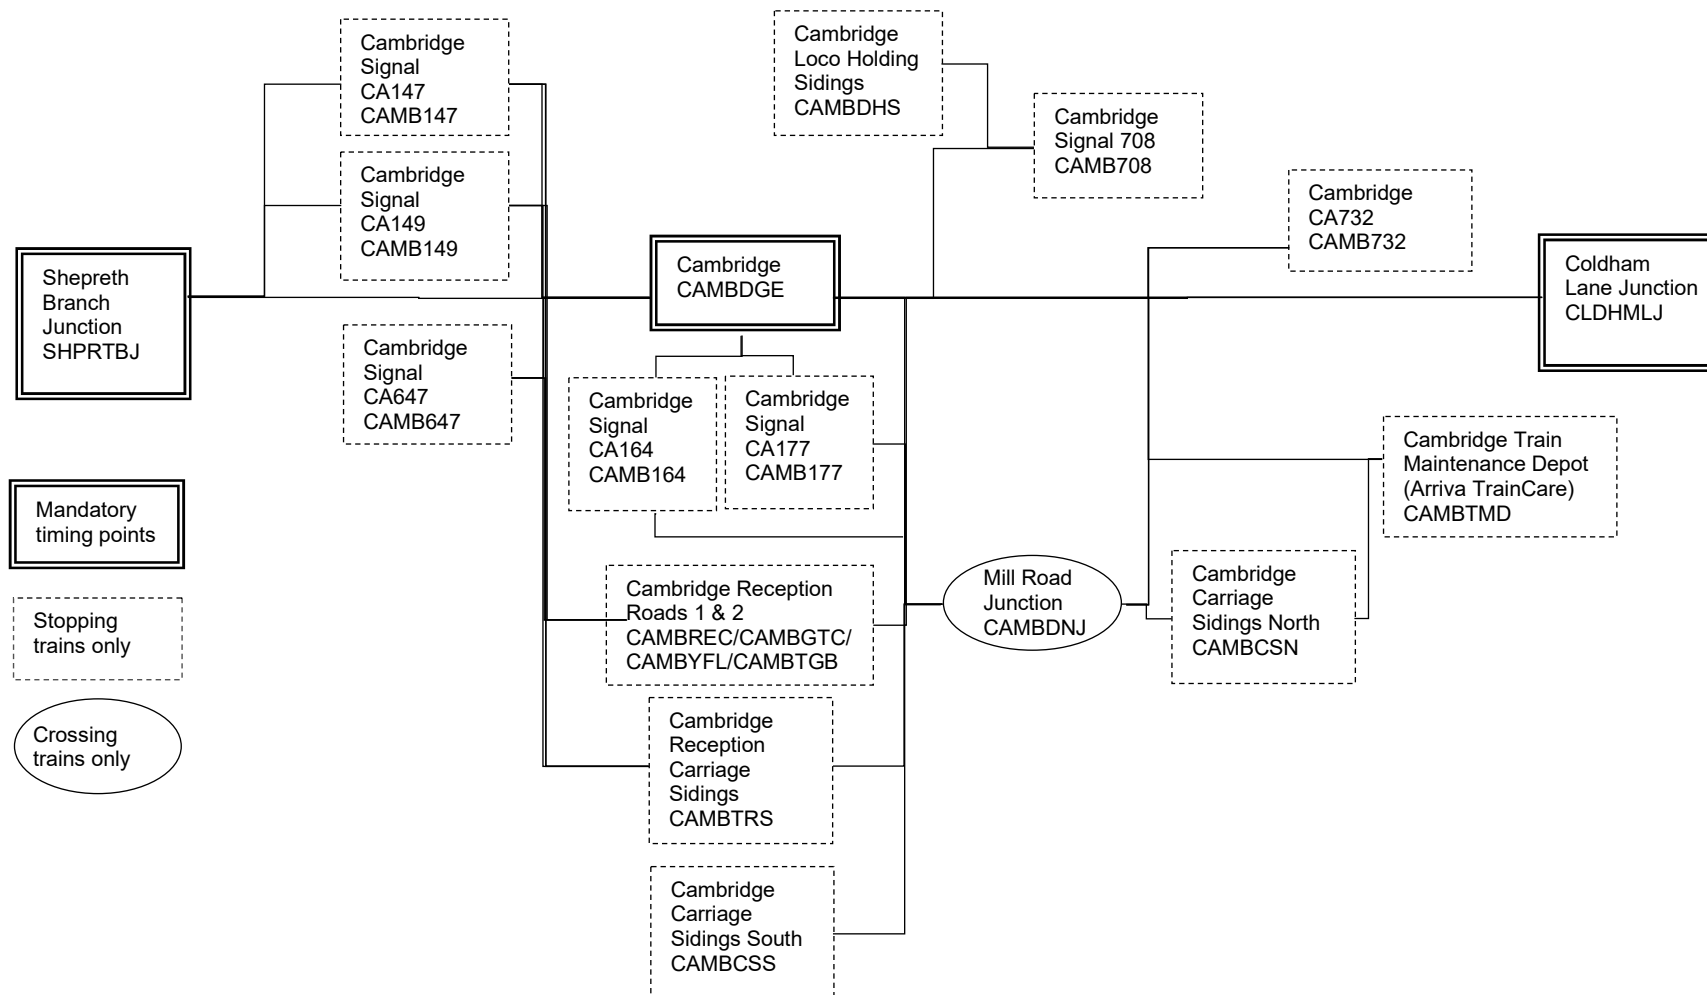 Cambridge
Signal
CA147
CAMB147
Cambridge
Loco Holding
Sidings
CAMBDHS
Cambridge
Signal 708
CAMB708
Cambridge
Signal
CA149
CAMB149
Cambridge
CA732
CAMB732
Shepreth
Branch
Junction
SHPRTBJ
Cambridge
CAMBDGE
Coldham
Lane Junction
CLDHMLJ
Cambridge
Signal
CA647
CAMB647
Cambridge
Signal
CA164
CAMB164
Cambridge
Signal
CA177
CAMB177
Cambridge Train
Maintenance Depot
(Arriva TrainCare)
CAMBTMD
Mandatory
timing points
Cambridge Reception
Roads 1 & 2
CAMBREC/CAMBGTC/
CAMBYFL/CAMBTGB
Mill Road
Junction
CAMBDNJ
Cambridge
Carriage
Sidings North
CAMBCSN
Stopping
trains only
Cambridge
Reception
Carriage
Sidings
CAMBTRS
Crossing
trains only
Cambridge
Carriage
Sidings South
CAMBCSS